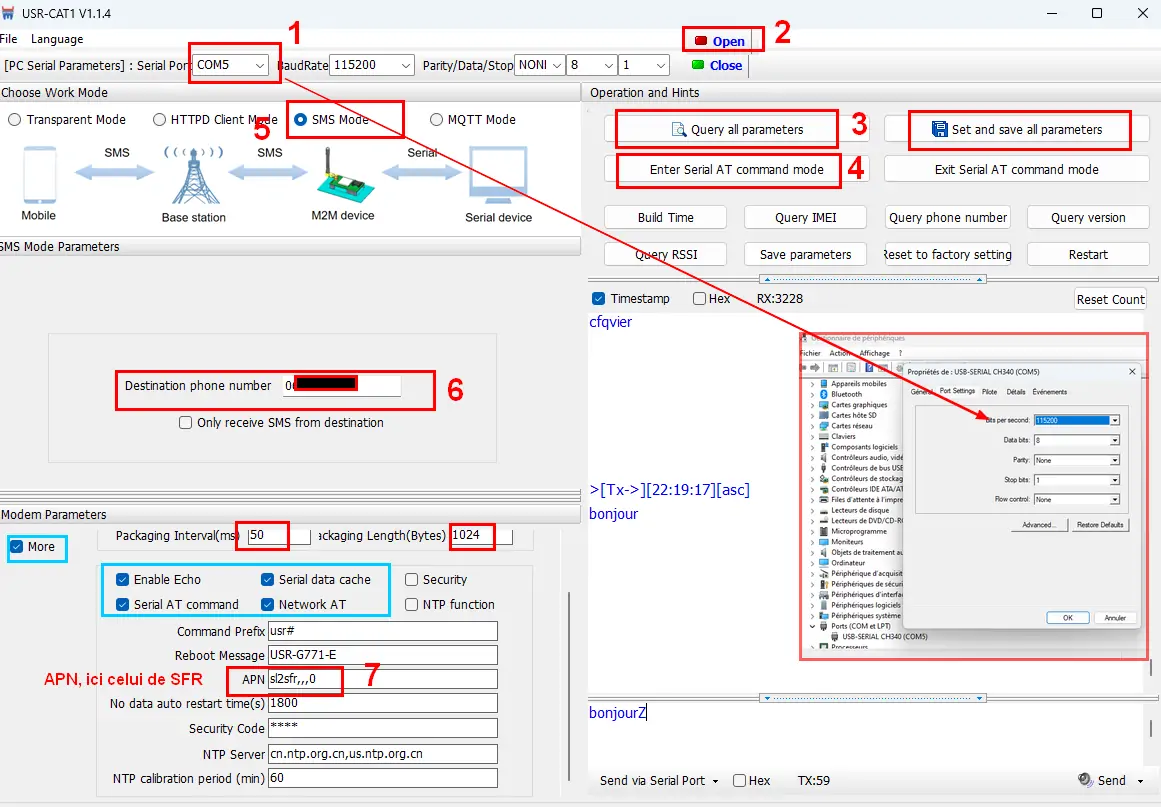 USR-CAT1 V1.1.4
File Language
1
2
[PC Serial Parameters] : Serial Port COM5 BaudRate 115200 Parity/Data/Stop NONI 8 1
Open
Close
Choose Work Mode
Transparent Mode HTTPD Client Mode SMS Mode MQTT Mode
5
SMS SMS Serial
Mobile Base station M2M device Serial device
SMS Mode Parameters
Destination phone number 0
6
Only receive SMS from destination
Modem Parameters
More
Packaging Interval(ms) 50 ackaging Length(Bytes) 1024
Enable Echo Serial data cache Security
Serial AT command Network AT NTP function
Command Prefix usr#
Reboot Message USR-G771-E
APN, ici celui de SFR APN sl2sfr,,,0 7
No data auto restart time(s) 1800
Security Code ****
NTP Server cn.ntp.org.cn,us.ntp.org.cn
NTP calibration period (min) 60
Operation and Hints
Query all parameters 3 Set and save all parameters
Enter Serial AT command mode 4 Exit Serial AT command mode
Build Time Query IMEI Query phone number Query version
Query RSSI Save parameters Reset to factory setting Restart
Timestamp Hex RX:3228 Reset Count
cfqvier
>[Tx->][22:19:17][asc]
bonjour
Gestionnaire de périphériques
Fichier Action Affichage ?
Appareils mobiles
Bluetooth
Cartes graphiques
Cartes hôte SD
Cartes réseau
Claviers
Composants logiciels
Contrôleurs audio, vidé
Contrôleurs de bus USB
Contrôleurs de stockag
Contrôleurs IDE ATA/AT
Files d'attente à l'impre
Lecteurs de disque
Lecteurs de DVD/CD-RO
Microprogramme
Moniteurs
Objets de traitement au
Ordinateur
Périphérique d'acquisit
Périphériques de sécuri
Périphériques d'interfa
Périphériques logiciels
Périphériques système
Ports (COM et LPT)
USB-SERIAL CH340 (COM5)
Processeurs
Propriétés de : USB-SERIAL CH340 (COM5)
Général Port Settings Pilote Détails Événements
Bits per second: 115200
Data bits: 8
Parity: None
Stop bits: 1
Flow control: None
Advanced... Restore Defaults
OK Annuler
bonjourZ
Send via Serial Port Hex TX:59 Send